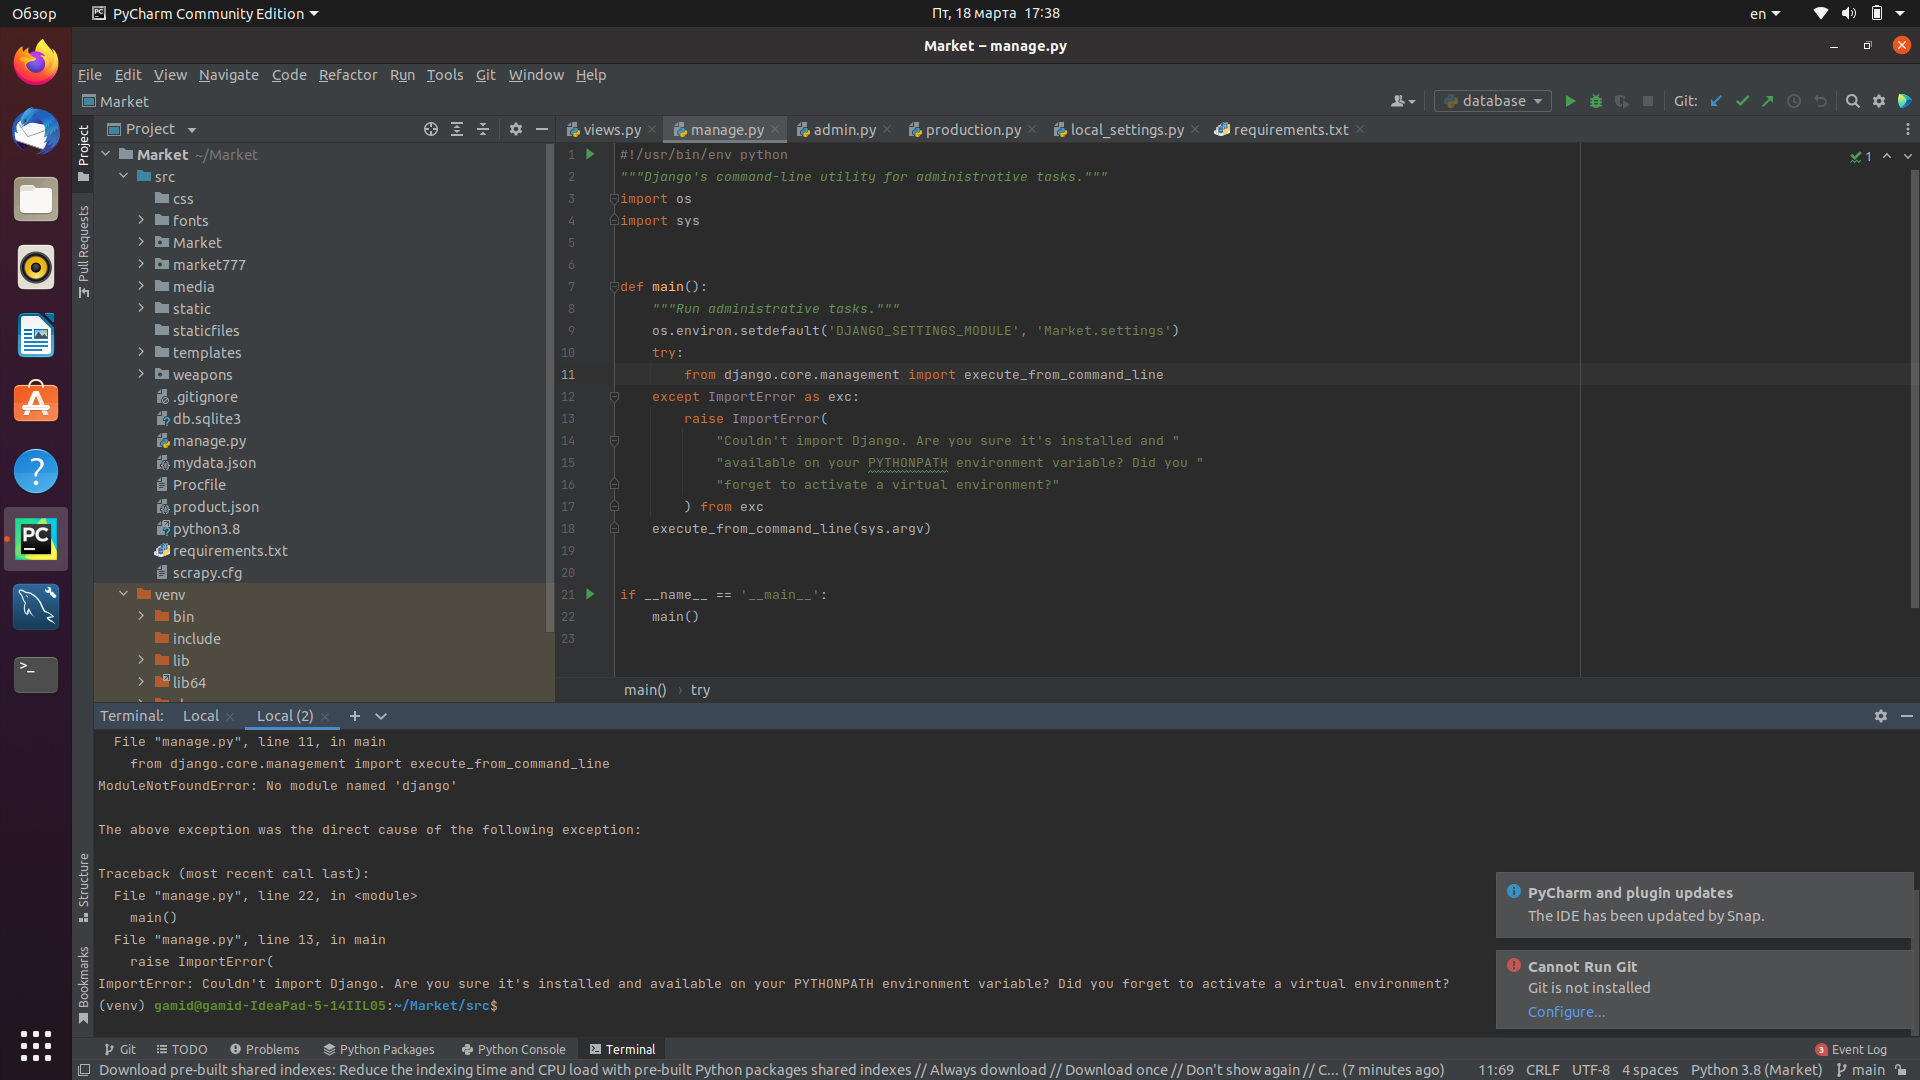 Обзор
PyCharm Community Edition
Пт, 18 марта 17:38
en
Market – manage.py
File Edit View Navigate Code Refactor Run Tools Git Window Help
Market
database
Git:
Project
Pull Requests
Structure
Bookmarks
Project
Market ~/Market
src
css
fonts
Market
market777
media
static
staticfiles
templates
weapons
.gitignore
db.sqlite3
manage.py
mydata.json
Procfile
product.json
python3.8
requirements.txt
scrapy.cfg
venv
bin
include
lib
lib64
views.py manage.py admin.py production.py local_settings.py requirements.txt
1
1 #!/usr/bin/env python
2 """Django's command-line utility for administrative tasks."""
3 import os
4 import sys
5
6
7 def main():
8 """Run administrative tasks."""
9 os.environ.setdefault('DJANGO_SETTINGS_MODULE', 'Market.settings')
10 try:
11 from django.core.management import execute_from_command_line
12 except ImportError as exc:
13 raise ImportError(
14 "Couldn't import Django. Are you sure it's installed and "
15 "available on your PYTHONPATH environment variable? Did you "
16 "forget to activate a virtual environment?"
17 ) from exc
18 execute_from_command_line(sys.argv)
19
20
21 if __name__ == '__main__':
22 main()
23
main() › try
Terminal: Local Local (2)
File "manage.py", line 11, in main
from django.core.management import execute_from_command_line
ModuleNotFoundError: No module named 'django'
The above exception was the direct cause of the following exception:
Traceback (most recent call last):
File "manage.py", line 22, in <module>
main()
File "manage.py", line 13, in main
raise ImportError(
ImportError: Couldn't import Django. Are you sure it's installed and available on your PYTHONPATH environment variable? Did you forget to activate a virtual environment?
(venv) gamid@gamid-IdeaPad-5-14IIL05:~/Market/src$
PyCharm and plugin updates
The IDE has been updated by Snap.
Cannot Run Git
Git is not installed
Configure...
Git TODO Problems Python Packages Python Console Terminal
3 Event Log
Download pre-built shared indexes: Reduce the indexing time and CPU load with pre-built Python packages shared indexes // Always download // Download once // Don't show again // C... (7 minutes ago)
11:69 CRLF UTF-8 4 spaces Python 3.8 (Market) main